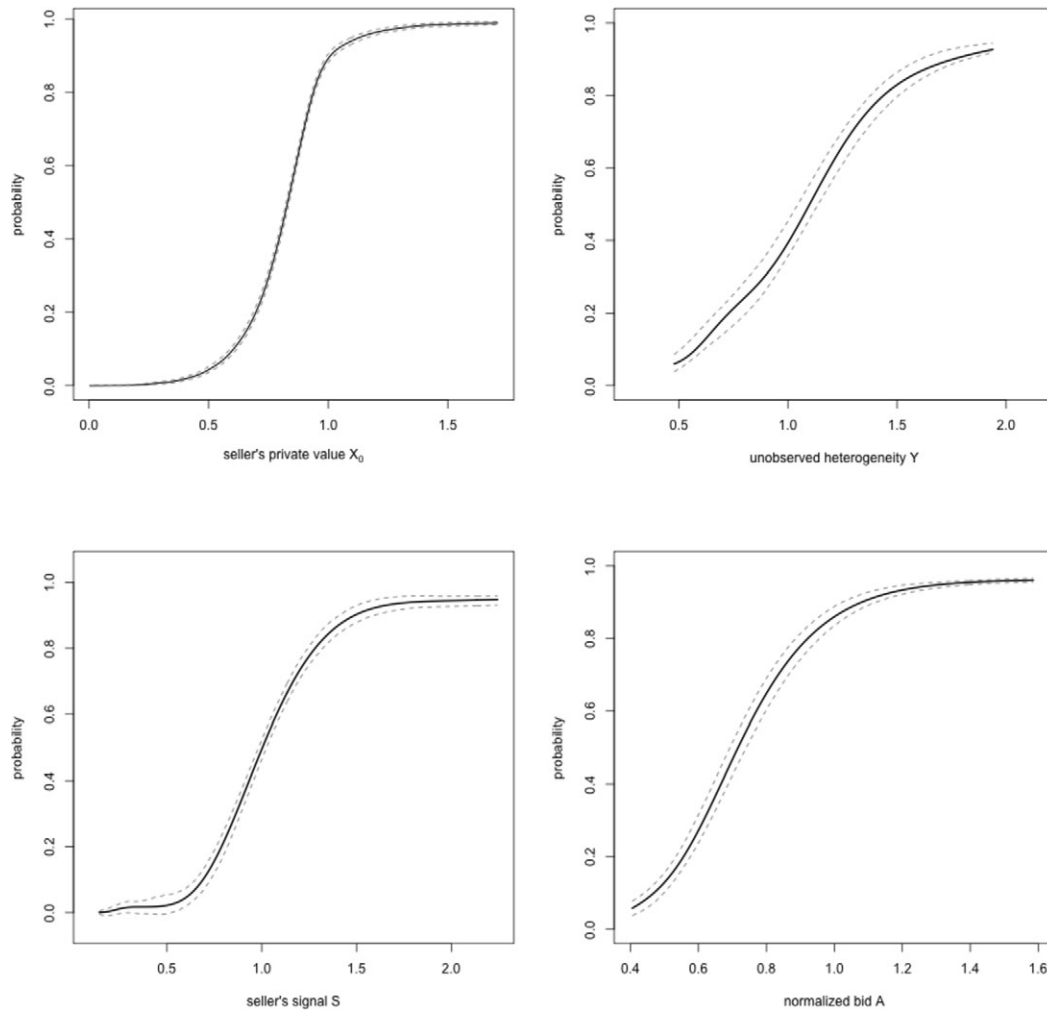 probability
1.0
0.8
0.6
0.4
0.2
0.0
0.0 0.5 1.0 1.5
seller's private value X₀
probability
1.0
0.8
0.6
0.4
0.2
0.0
0.5 1.0 1.5 2.0
unobserved heterogeneity Y
probability
1.0
0.8
0.6
0.4
0.2
0.0
0.5 1.0 1.5 2.0
seller's signal S
probability
1.0
0.8
0.6
0.4
0.2
0.0
0.4 0.6 0.8 1.0 1.2 1.4 1.6
normalized bid A